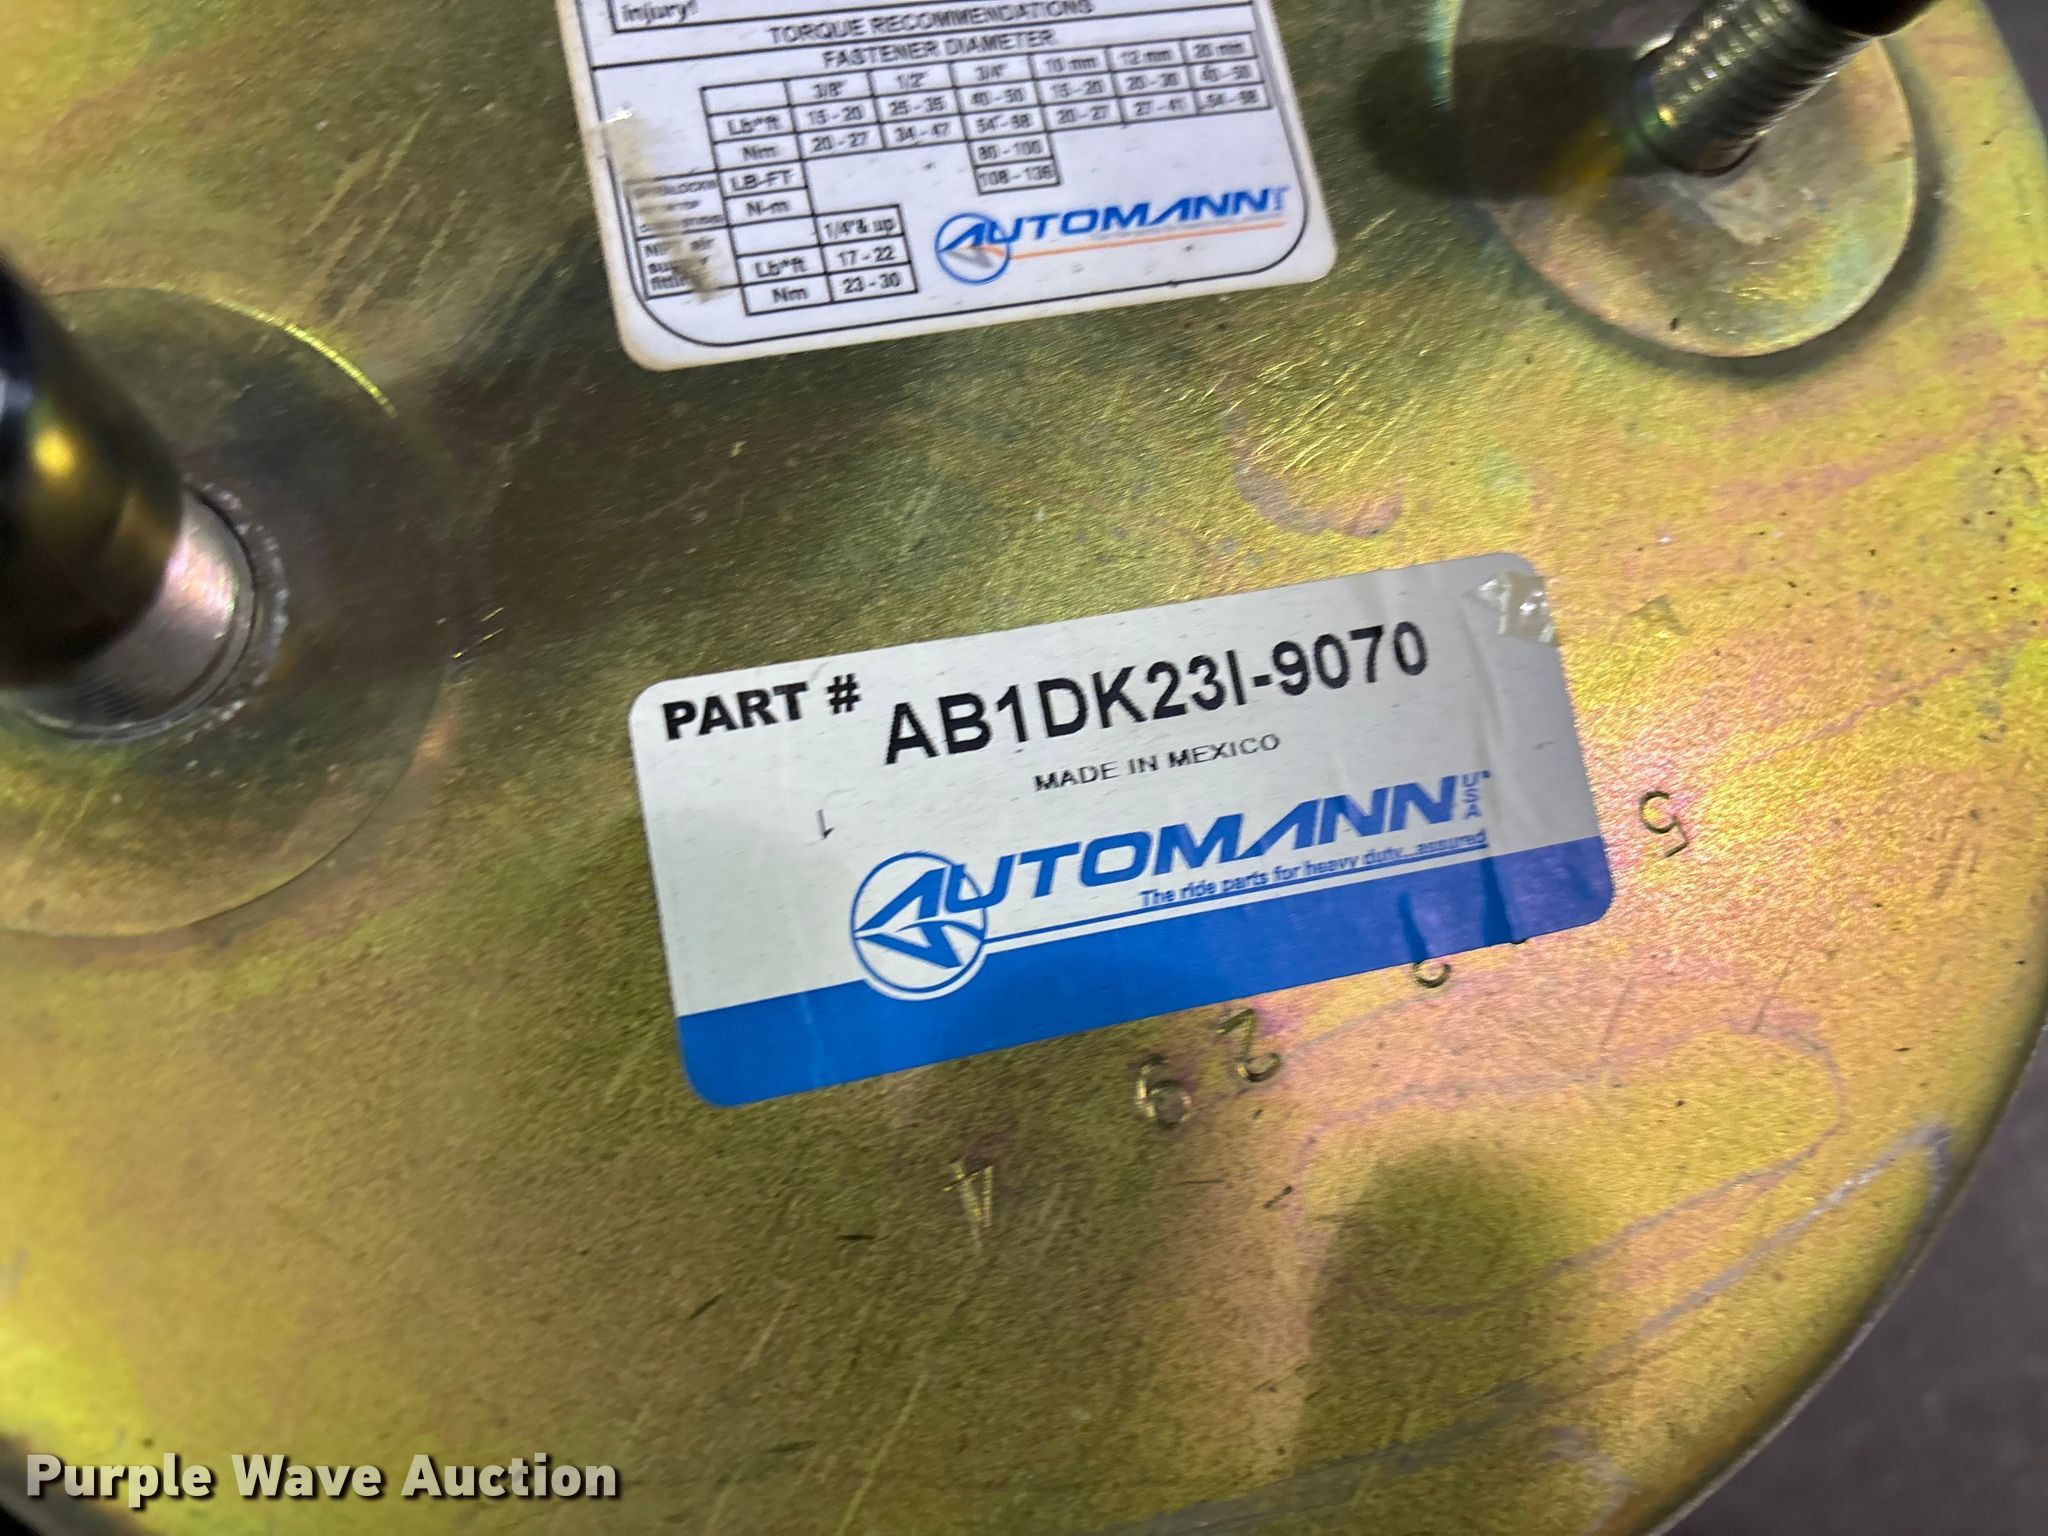 injury!
TORQUE RECOMMENDATIONS
FASTENER DIAMETER
3/8" 1/2" 3/4" 10 mm 12 mm 20 mm
Lb*ft 15 - 20 25 - 35 40 - 50 15 - 20 20 - 30 40 - 50
Nm 20 - 27 34 - 47 54 - 68 20 - 27 27 - 41 54 - 68
LB-FT 80 - 100
N-m 108 - 136
1/4"& up
Lb*ft 17 - 22
Nm 23 - 30
AUTOMANN
PART # AB1DK23I-9070
MADE IN MEXICO
AUTOMANN USA
The ride parts for heavy duty...assured
5
2
9
4
Purple Wave Auction